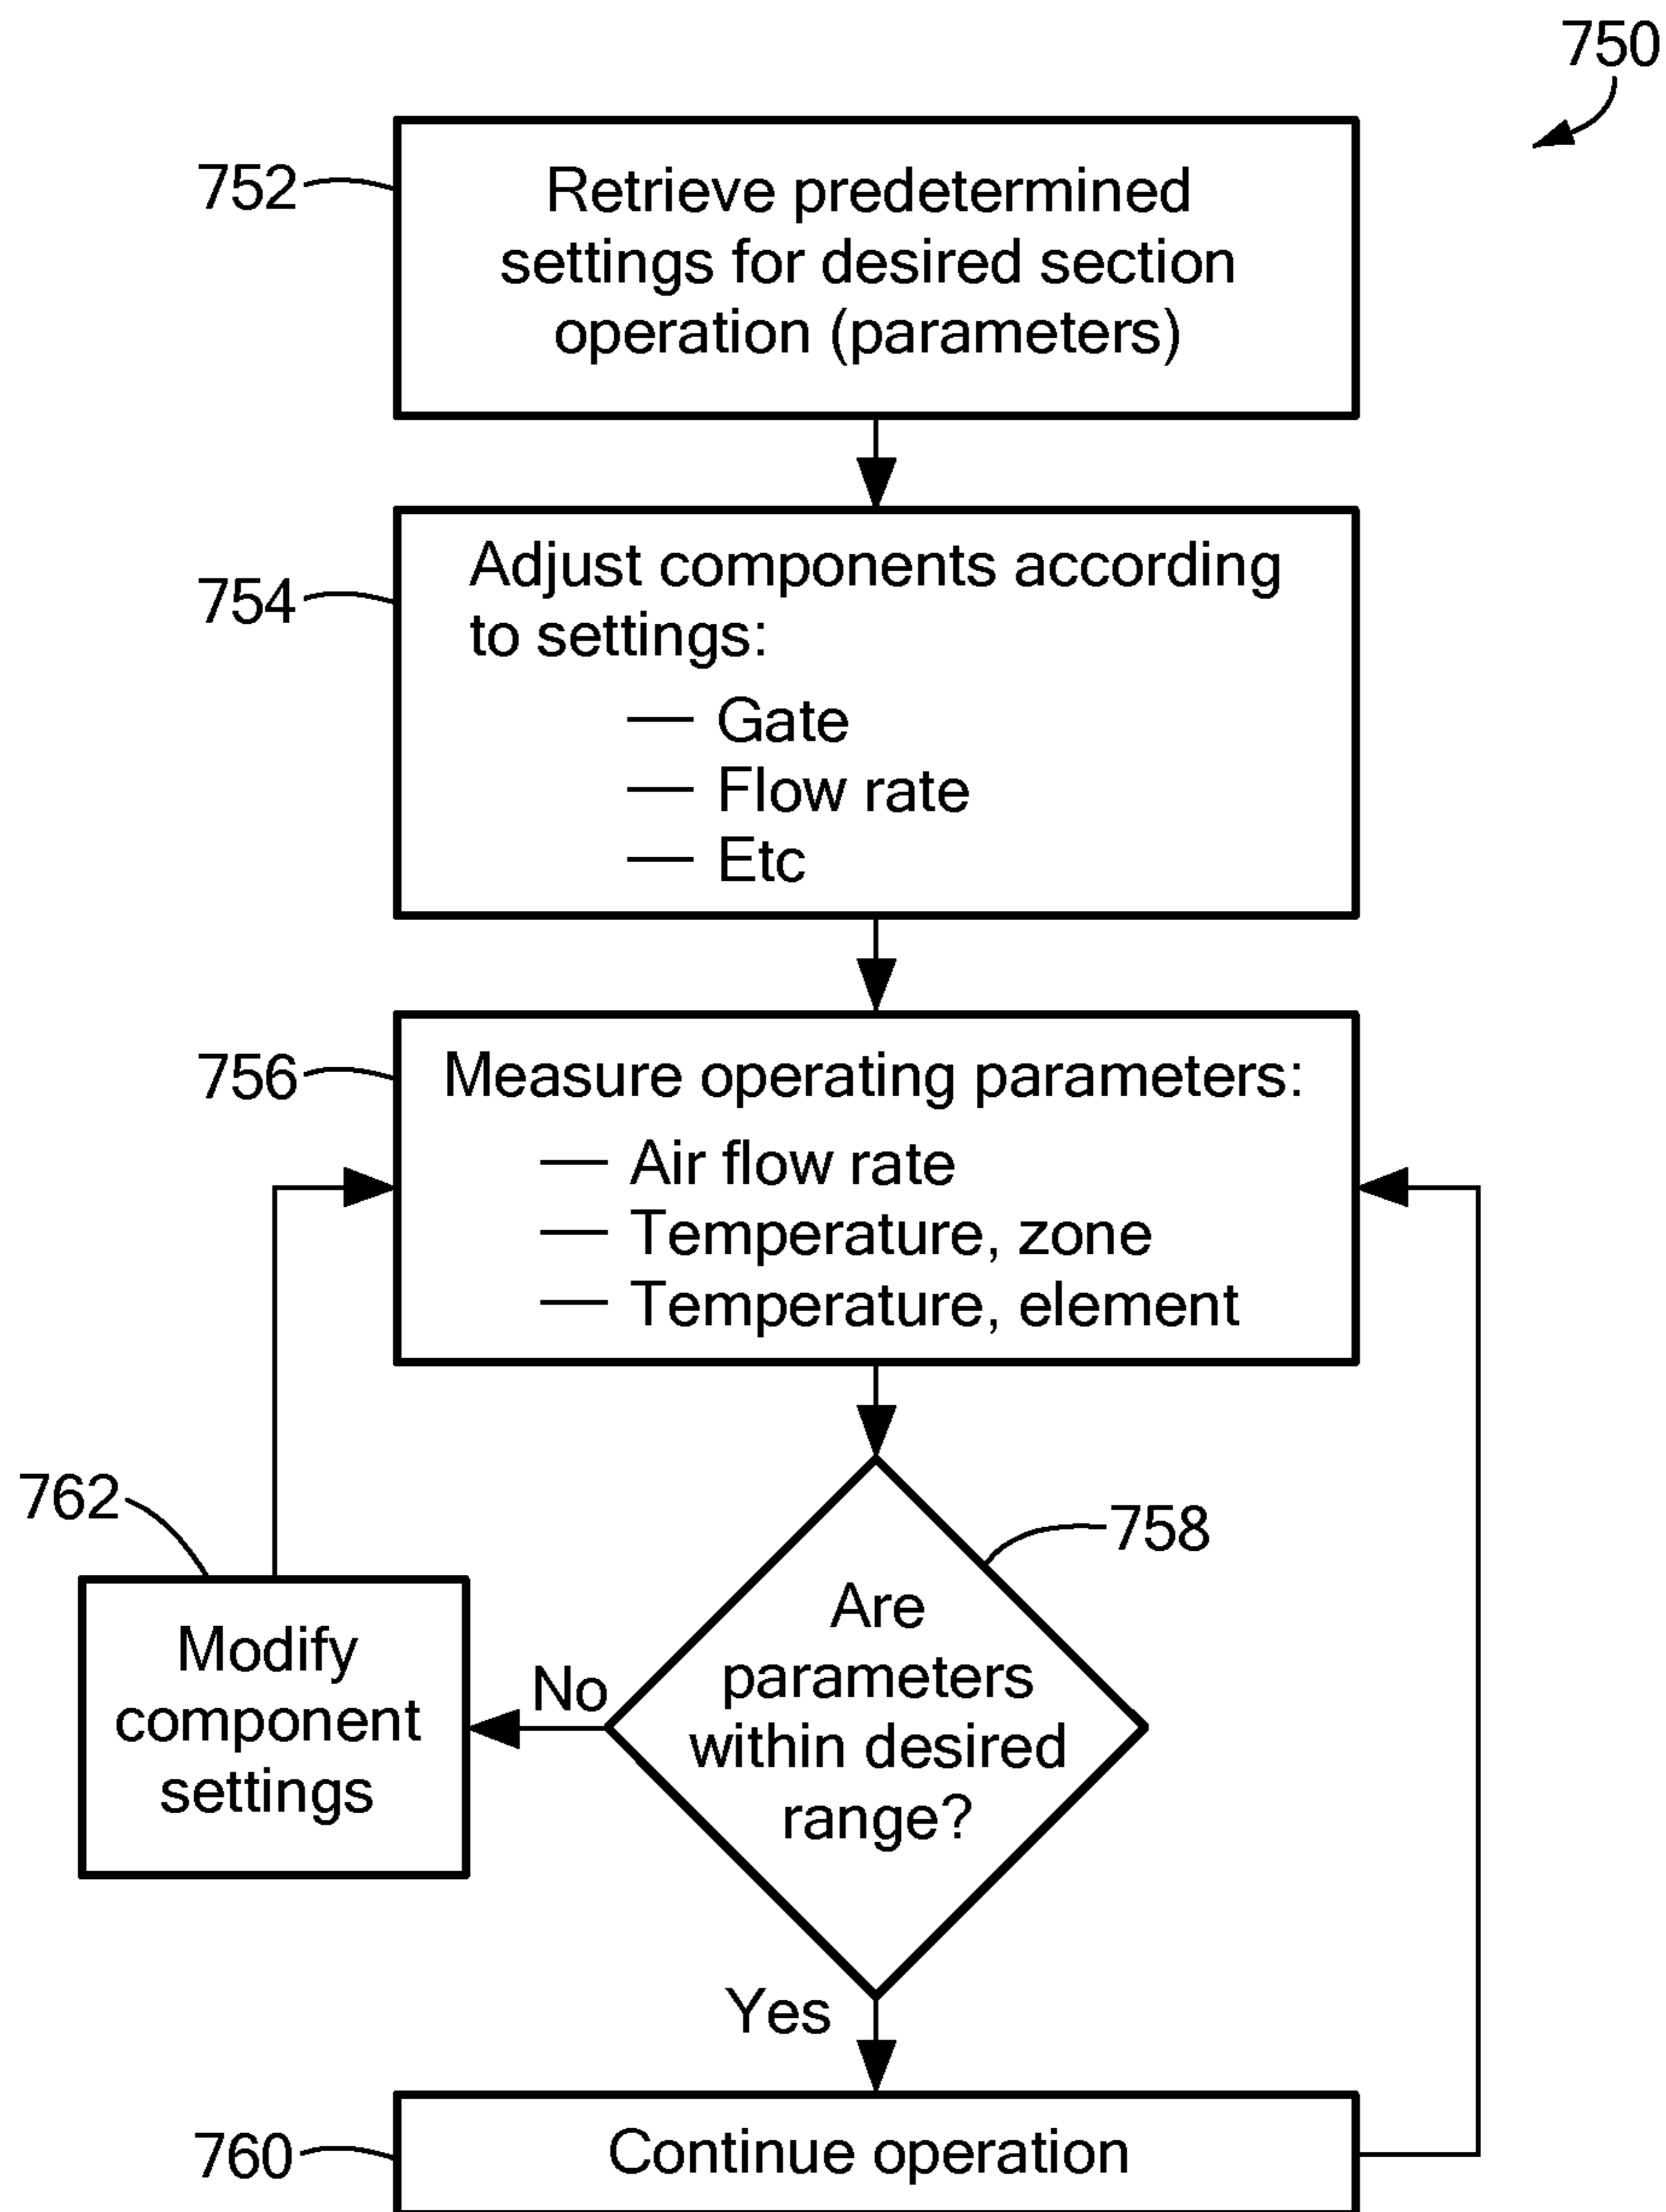 750
752
Retrieve predetermined
settings for desired section
operation (parameters)
754
Adjust components according
to settings:
— Gate
— Flow rate
— Etc
756
Measure operating parameters:
— Air flow rate
— Temperature, zone
— Temperature, element
762
758
Modify
component
settings
No
Are
parameters
within desired
range?
Yes
760
Continue operation